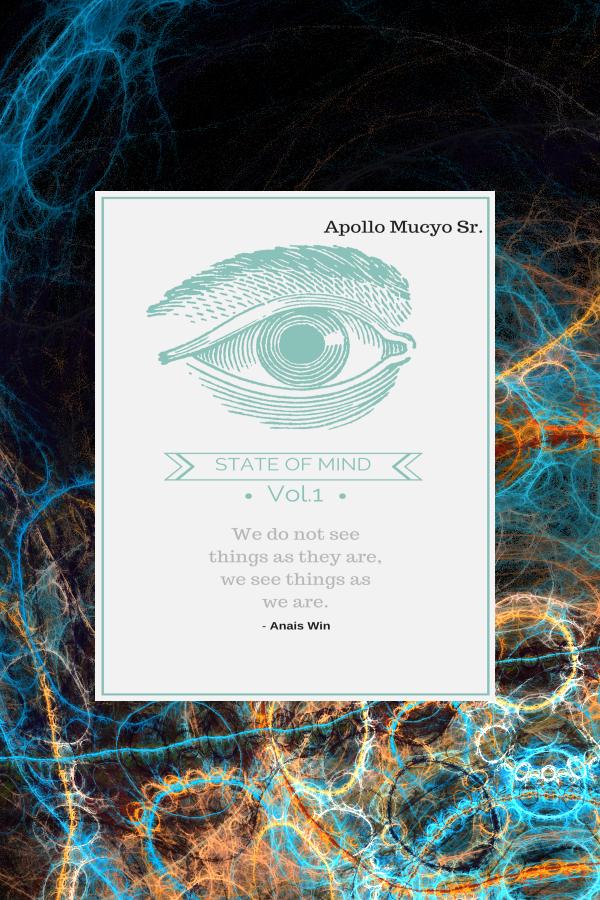 Apollo Mucyo Sr.
STATE OF MIND
• Vol.1 •
We do not see
things as they are,
we see things as
we are.
- Anais Win